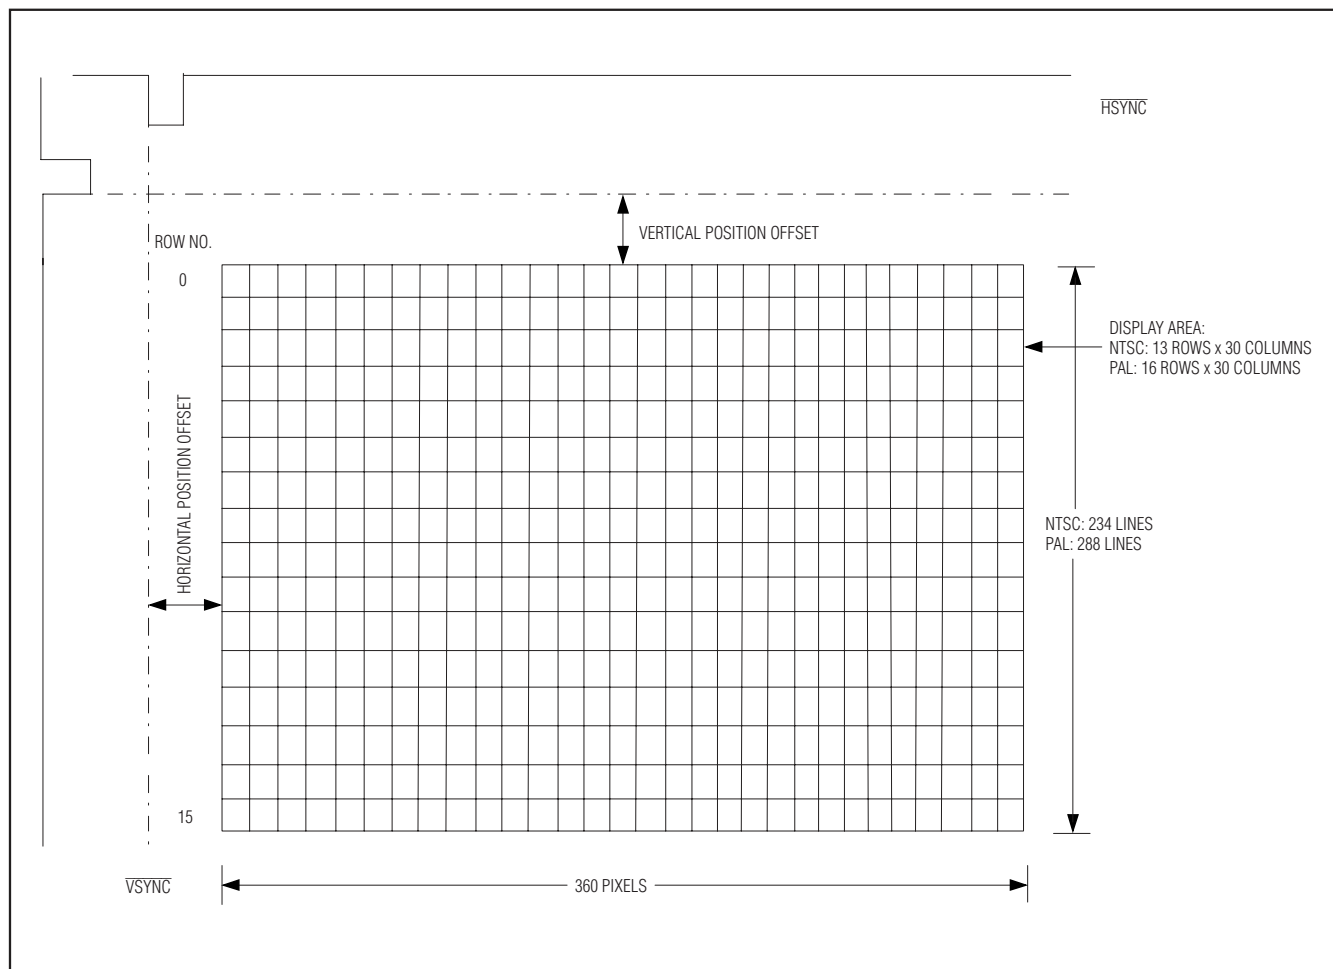 HSYNC
VERTICAL POSITION OFFSET
ROW NO.
0
DISPLAY AREA:
NTSC: 13 ROWS x 30 COLUMNS
PAL: 16 ROWS x 30 COLUMNS
HORIZONTAL POSITION OFFSET
NTSC: 234 LINES
PAL: 288 LINES
15
VSYNC
360 PIXELS